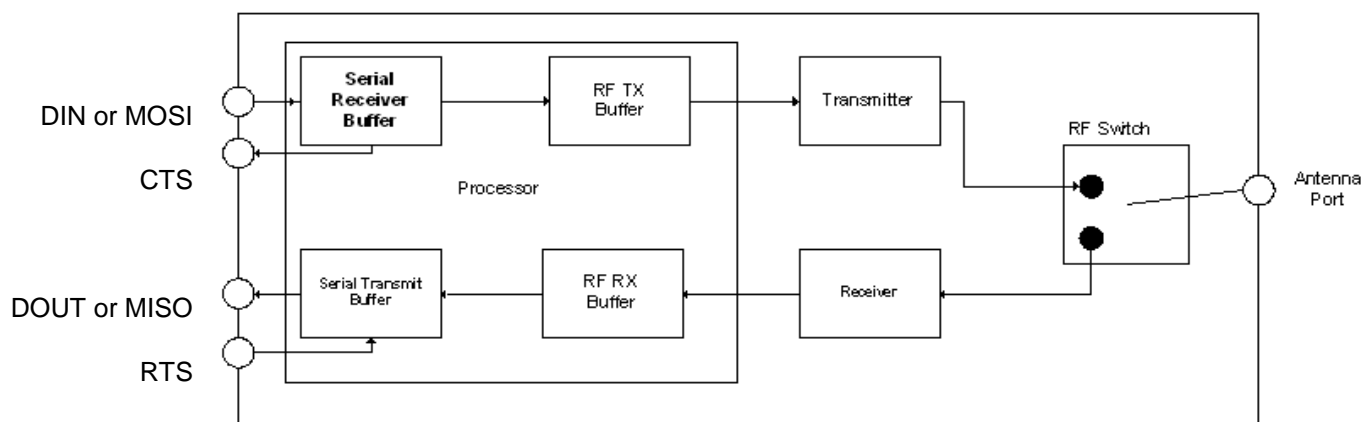 DIN or MOSI
CTS
DOUT or MISO
RTS
Serial
Receiver
Buffer
RF TX
Buffer
Transmitter
RF Switch
Antenna
Port
Processor
Serial Transmit
Buffer
RF RX
Buffer
Receiver